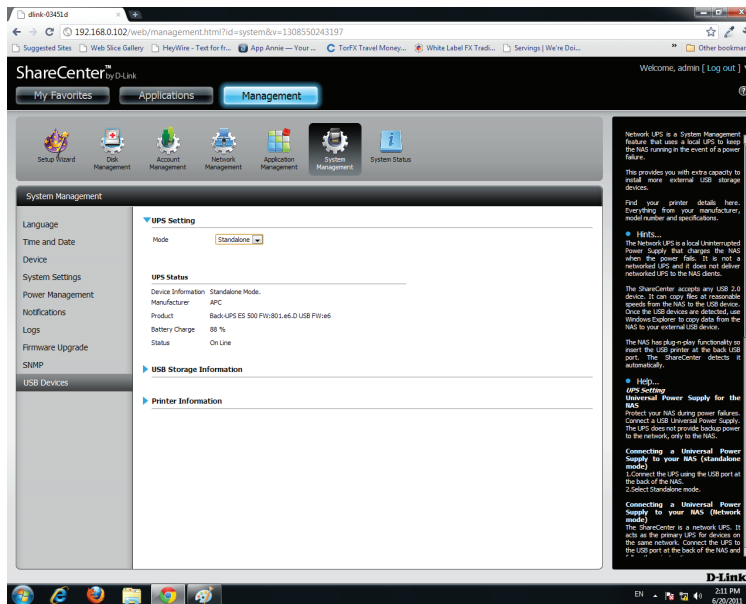 dlink-03451d
192.168.0.102/web/management.html?id=system&v=1308550243197
Suggested Sites
Web Slice Gallery
HeyWire - Text for fr...
App Annie — Your ...
TorFX Travel Money...
White Label FX Tradi...
Servings | We're Doi...
»
Other bookmar
ShareCenter™ by D-Link
Welcome, admin [ Log out ]
My Favorites
Applications
Management
Setup Wizard
Disk Management
Account Management
Network Management
Application Management
System Management
System Status
System Management
Language
Time and Date
Device
System Settings
Power Management
Notifications
Logs
Firmware Upgrade
SNMP
USB Devices
UPS Setting
Mode Standalone
UPS Status
Device Information Standalone Mode.
Manufacturer APC
Product Back-UPS ES 500 FW:801.e6.D USB FW:e6
Battery Charge 88 %
Status On Line
USB Storage Information
Printer Information
Network UPS is a System Management
feature that uses a local UPS to keep
the NAS running in the event of a power
failure.
This provides you with extra capacity to
install more external USB storage
devices.
Find your printer details here.
Everything from your manufacturer,
model number and specifications.
Hints...
The Network UPS is a local Uninterrupted
Power Supply that charges the NAS
when the power fails. It is not a
networked UPS and it does not deliver
networked UPS to the NAS clients.
The ShareCenter accepts any USB 2.0
device. It can copy files at reasonable
speeds from the NAS to the USB device.
Once the USB devices are detected, use
Windows Explorer to copy data from the
NAS to your external USB device.
The NAS has plug-n-play functionality so
insert the USB printer at the back USB
port. The ShareCenter detects it
automatically.
Help...
UPS Setting
Universal Power Supply for the
NAS
Protect your NAS during power failures.
Connect a USB Universal Power Supply.
The UPS does not provide backup power
to the network, only to the NAS.
Connecting a Universal Power
Supply to your NAS (standalone
mode)
1.Connect the UPS using the USB port at
the back of the NAS.
2.Select Standalone mode.
Connecting a Universal Power
Supply to your NAS (Network
mode)
The ShareCenter is a network UPS. It
acts as the primary UPS for devices on
the same network. Connect the UPS to
the USB port at the back of the NAS and
D-Link
EN
2:11 PM
6/20/2011